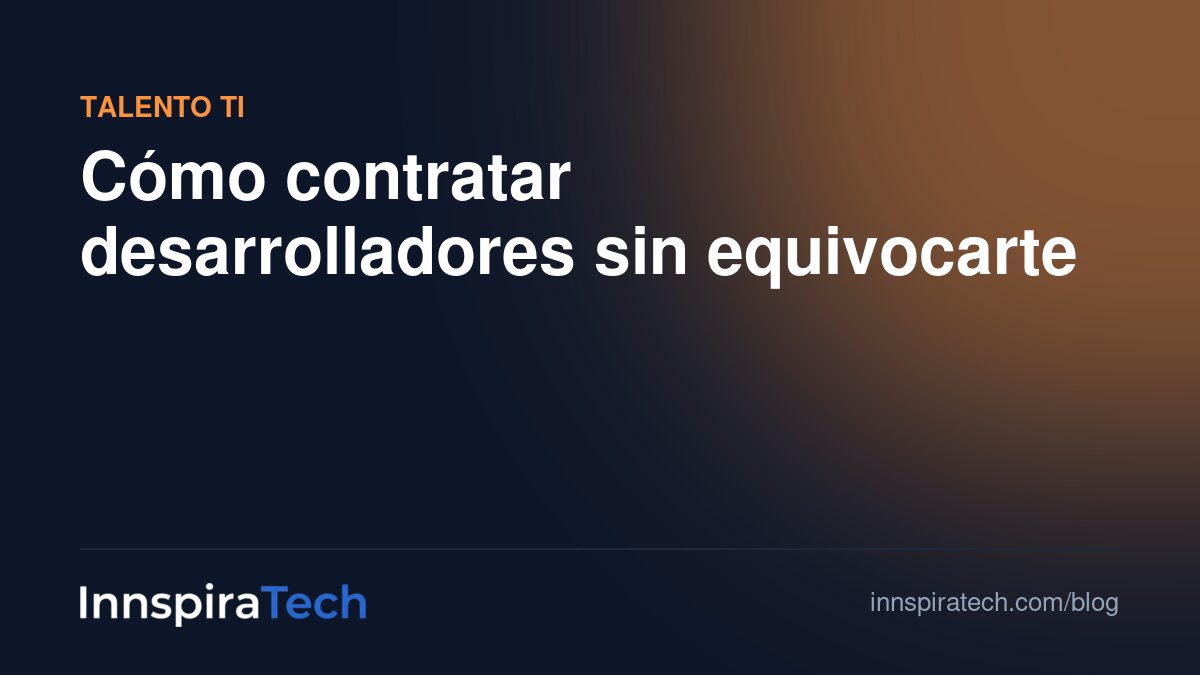 TALENTO TI
Cómo contratar
desarrolladores sin equivocarte
InnspiraTech
innspiratech.com/blog